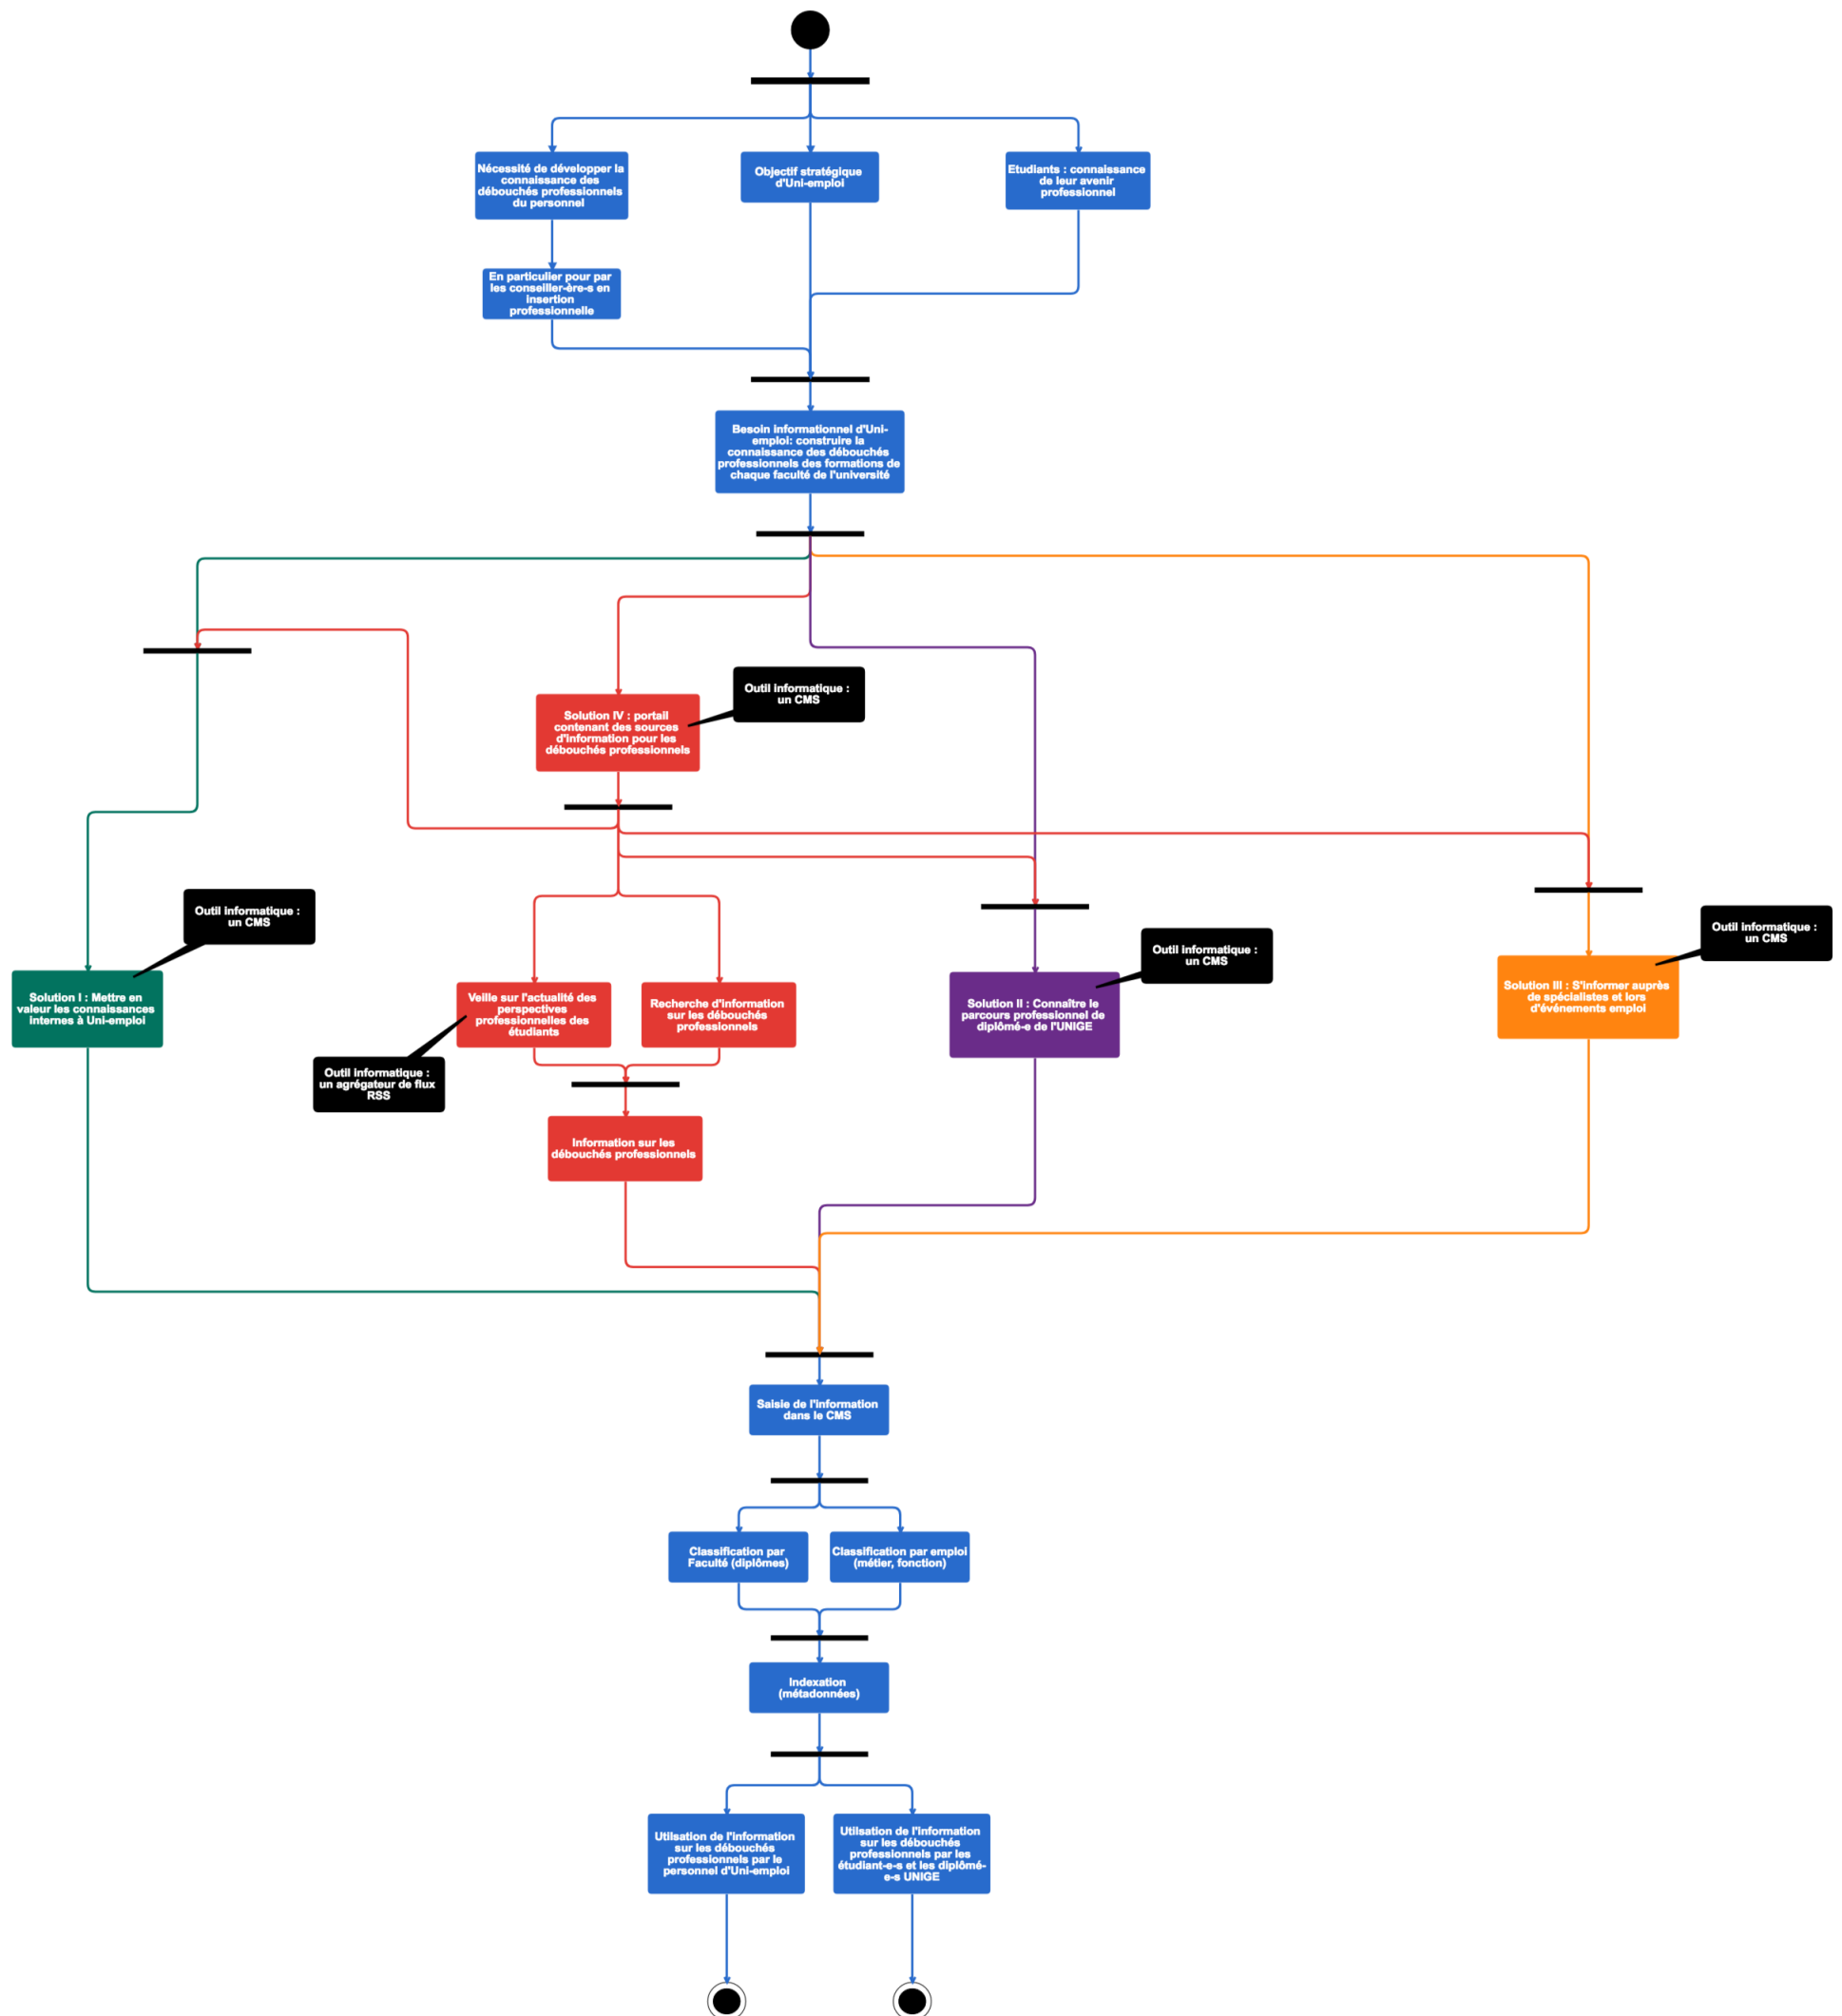 Nécessité de développer la
connaissance des
débouchés professionnels
du personnel
Objectif stratégique
d'Uni-emploi
Etudiants : connaissance
de leur avenir
professionnel
En particulier pour par
les conseiller-ère-s en
insertion
professionnelle
Besoin informationnel d'Uni-
emploi: construire la
connaissance des débouchés
professionnels des formations de
chaque faculté de l'université
Outil informatique :
un CMS
Solution IV : portail
contenant des sources
d'information pour les
débouchés professionnels
Outil informatique :
un CMS
Outil informatique :
un CMS
Outil informatique :
un CMS
Solution I : Mettre en
valeur les connaissances
internes à Uni-emploi
Veille sur l'actualité des
perspectives
professionnelles des
étudiants
Recherche d'information
sur les débouchés
professionnels
Solution II : Connaître le
parcours professionnel de
diplômé-e de l'UNIGE
Solution III : S'informer auprès
de spécialistes et lors
d'événements emploi
Outil informatique :
un agrégateur de flux
RSS
Information sur les
débouchés professionnels
Saisie de l'information
dans le CMS
Classification par
Faculté (diplômes)
Classification par emploi
(métier, fonction)
Indexation
(métadonnées)
Utilsation de l'information
sur les débouchés
professionnels par le
personnel d'Uni-emploi
Utilsation de l'information
sur les débouchés
professionnels par les
étudiant-e-s et les diplômé-
e-s UNIGE